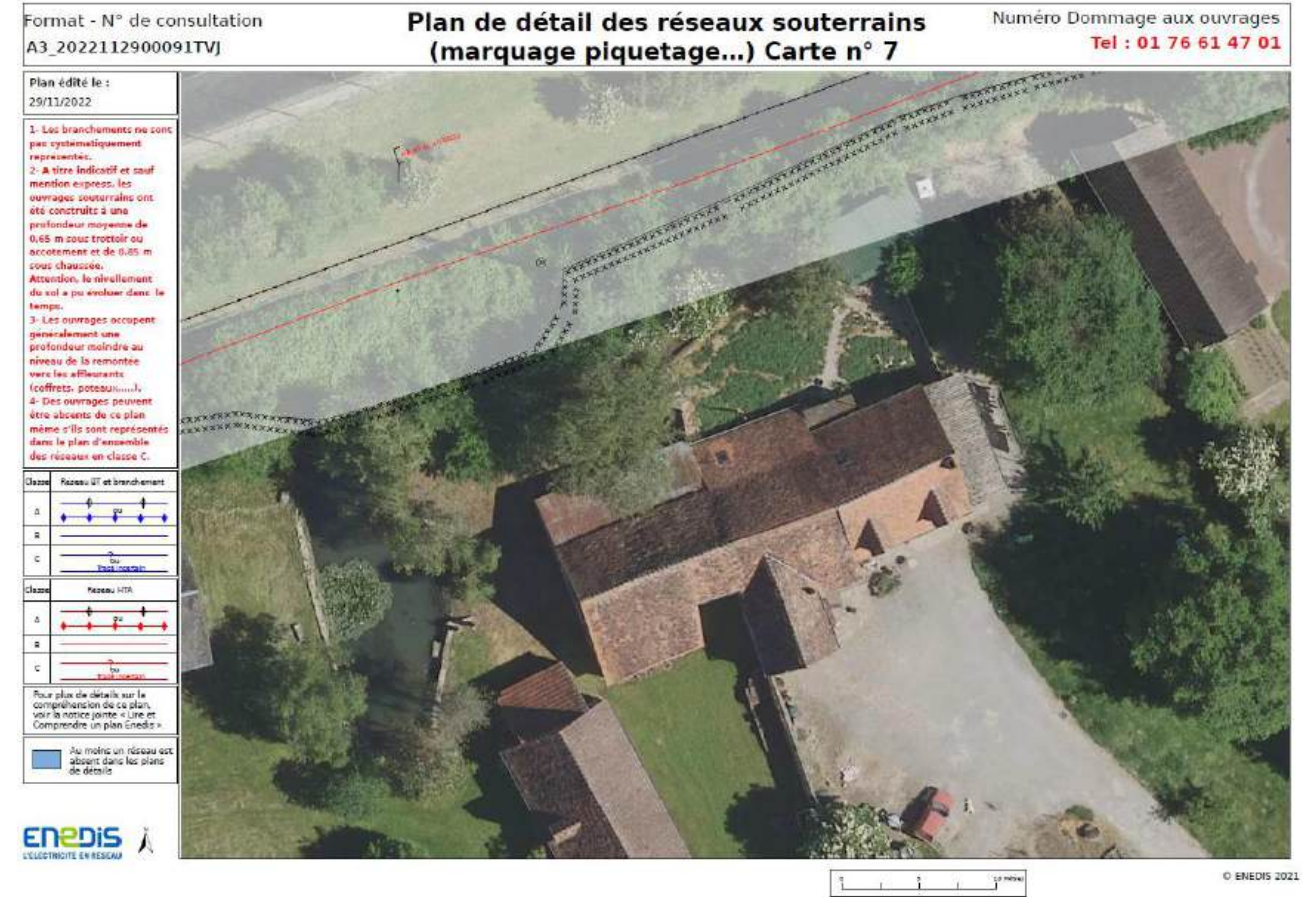 Format - N° de consultation
A3_2022112900091TVJ
Plan de détail des réseaux souterrains
(marquage piquetage...) Carte n° 7
Numéro Dommage aux ouvrages
Tel : 01 76 61 47 01
Plan édité le :
29/11/2022
1- Les branchements ne sont
pas systématiquement
représentés.
2- A titre indicatif et sauf
mention express, les
ouvrages souterrains ont
été construits à une
profondeur moyenne de
0,65 m sous trottoir ou
accotement et de 0,85 m
sous chaussée.
Attention, le nivellement
du sol a pu évoluer dans le
temps.
3- Les ouvrages occupent
généralement une
profondeur moindre au
niveau de la remontée
vers les affleurants
(coffrets, poteaux......).
4- Des ouvrages peuvent
être absents de ce plan
même s'ils sont représentés
dans le plan d'ensemble
des réseaux en classe C.
Classe Réseau BT et branchement
A ou
B
C ou
Tracé incertain
Classe Réseau HTA
A ou
B
C ou
Tracé incertain
Pour plus de détails sur la
compréhension de ce plan,
voir la notice jointe « Lire et
Comprendre un plan Enedis ».
Au moins un réseau est
absent dans les plans
de détails
ENEDIS
L'ELECTRICITE EN RESEAU
0 5 10 mètres
© ENEDIS 2021